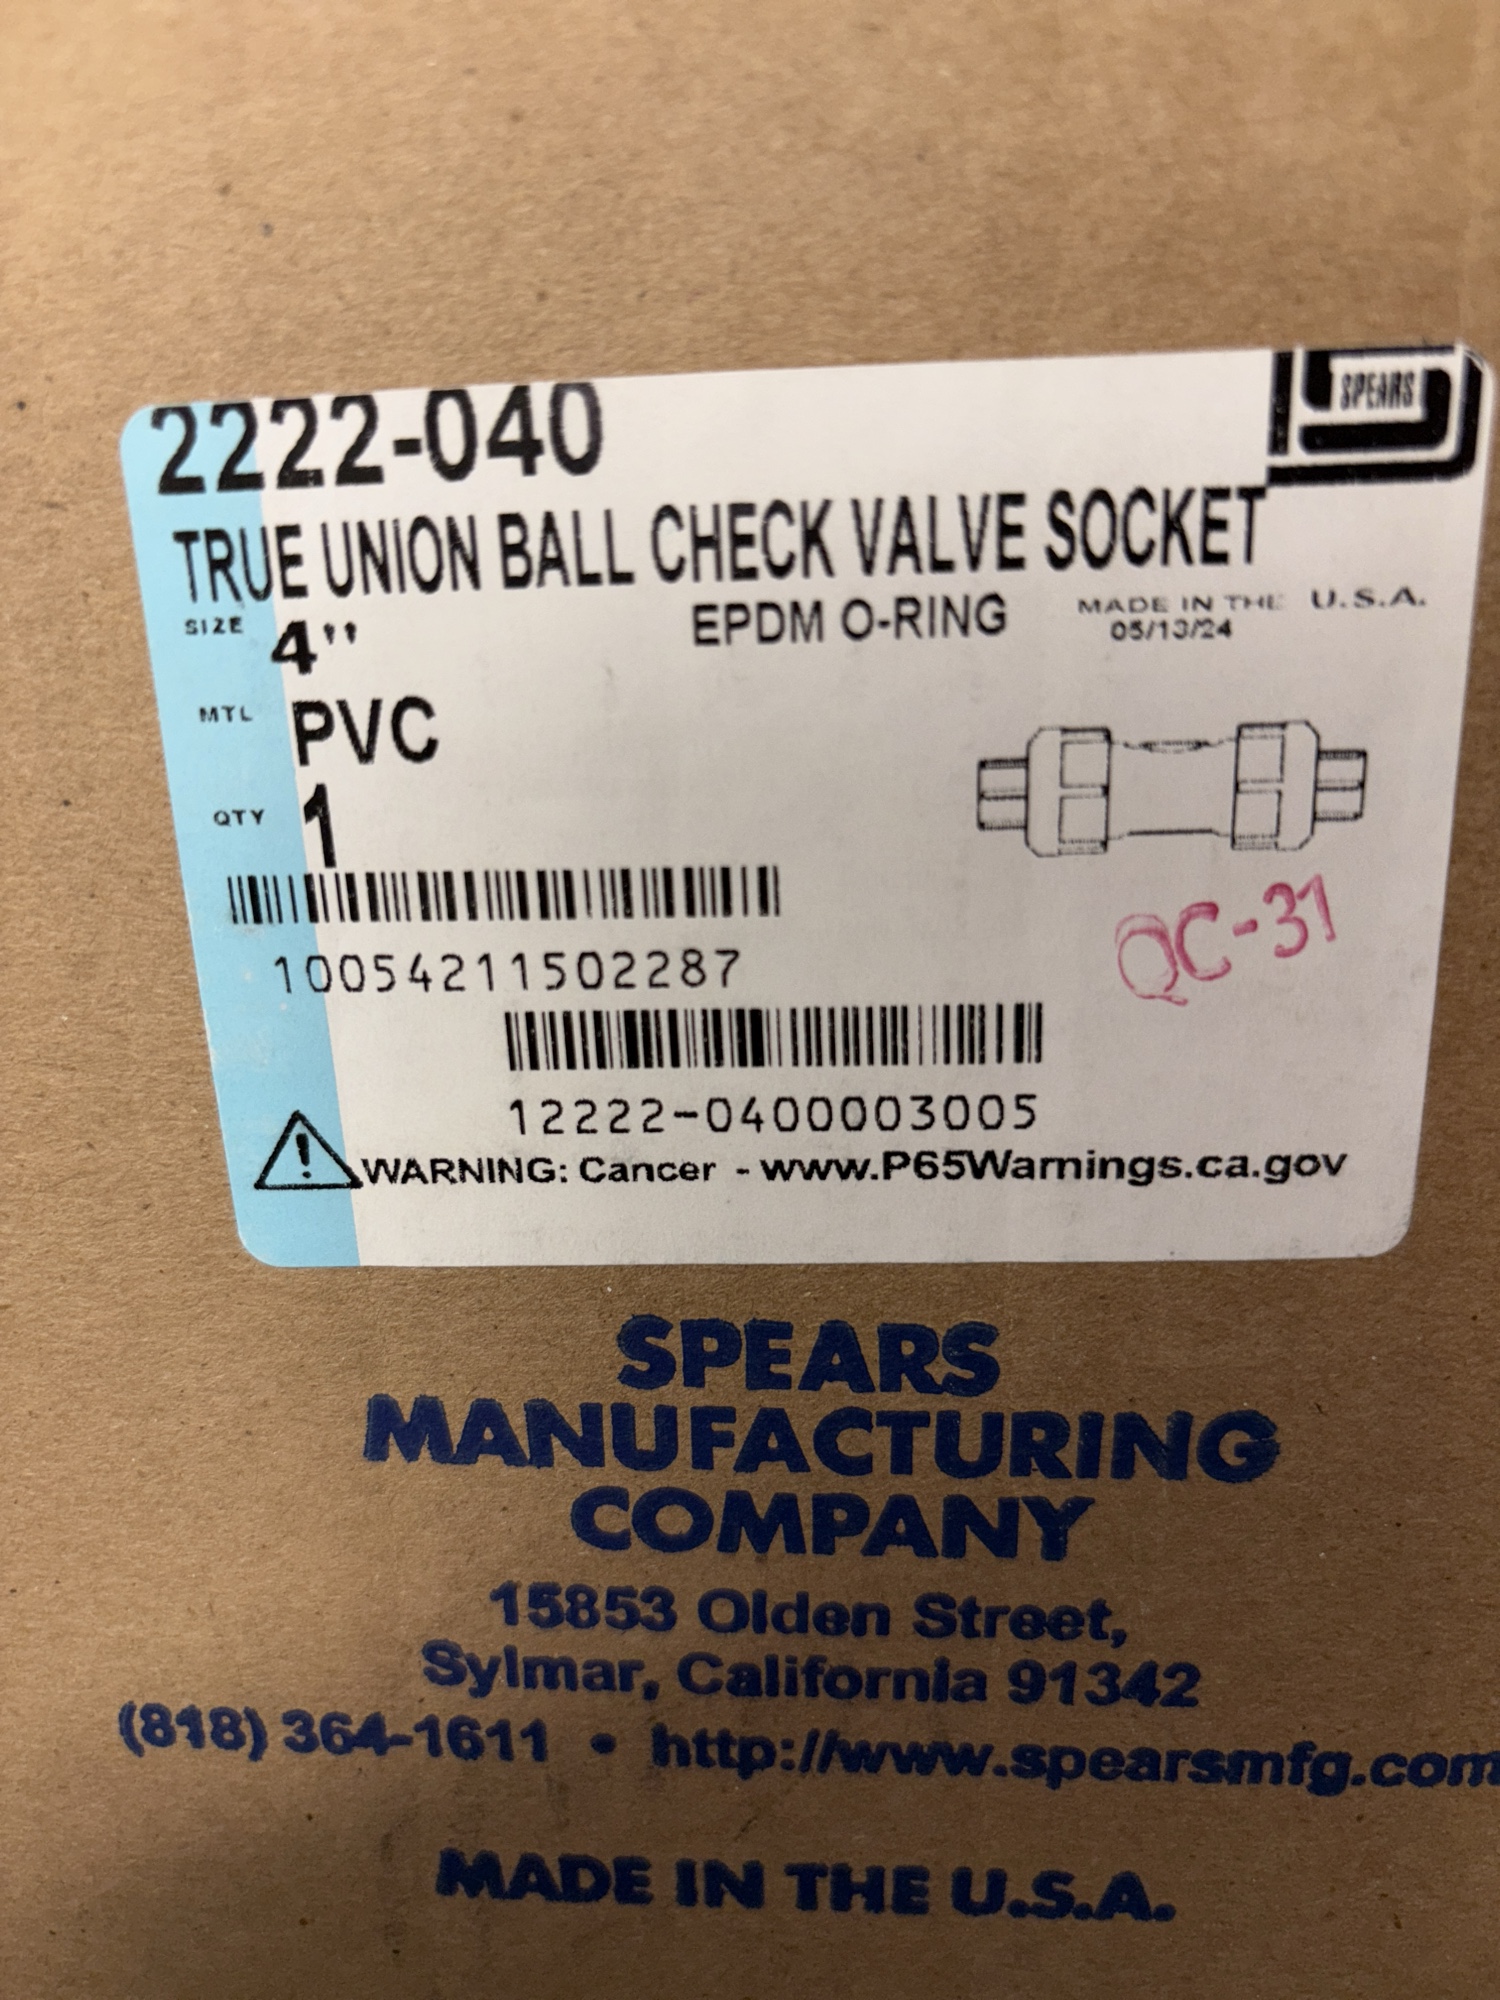 SPEARS
2222-040
TRUE UNION BALL CHECK VALVE SOCKET
SIZE 4" EPDM O-RING MADE IN THE U.S.A.
05/13/24
MTL PVC
QTY 1
10054211502287
QC-31
12222-0400003005
WARNING: Cancer - www.P65Warnings.ca.gov
SPEARS
MANUFACTURING
COMPANY
15853 Olden Street,
Sylmar, California 91342
(818) 364-1611 • http://www.spearsmfg.com
MADE IN THE U.S.A.